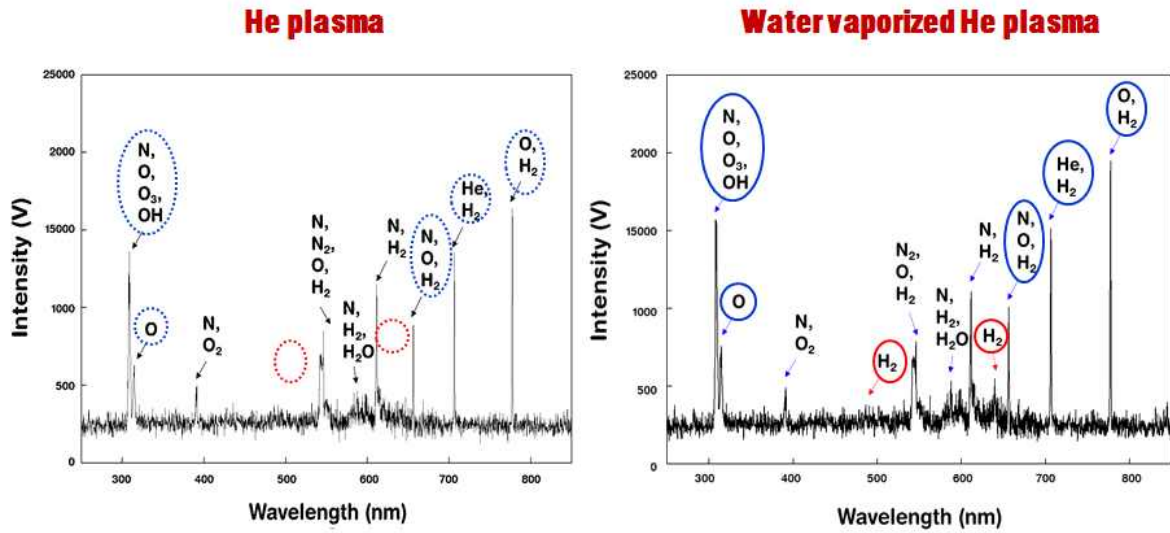 He plasma
25000
2000
15000
1000
500
0
300
400
500
600
700
800
Intensity (V)
Wavelength (nm)
N,
O,
O₃,
OH
O
N,
O₂
N,
N₂,
O,
H₂
N,
H₂,
H₂O
N,
H₂
N,
O,
H₂
He,
H₂
O,
H₂
Water vaporized He plasma
25000
20000
15000
10000
500
0
300
400
500
600
700
800
Intensity (V)
Wavelength (nm)
N,
O,
O₃,
OH
O
N,
O₂
H₂
N₂,
O,
H₂
N,
H₂,
H₂O
N,
H₂
H₂
N,
O,
H₂
He,
H₂
O,
H₂